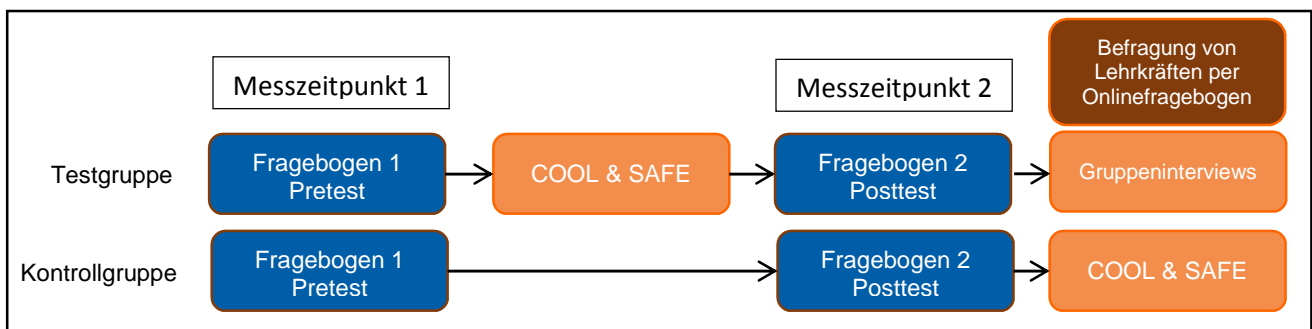 Befragung von
Lehrkräften per
Onlinefragebogen
Messzeitpunkt 1
Messzeitpunkt 2
Testgruppe
Fragebogen 1
Pretest
COOL & SAFE
Fragebogen 2
Posttest
Gruppeninterviews
Kontrollgruppe
Fragebogen 1
Pretest
Fragebogen 2
Posttest
COOL & SAFE